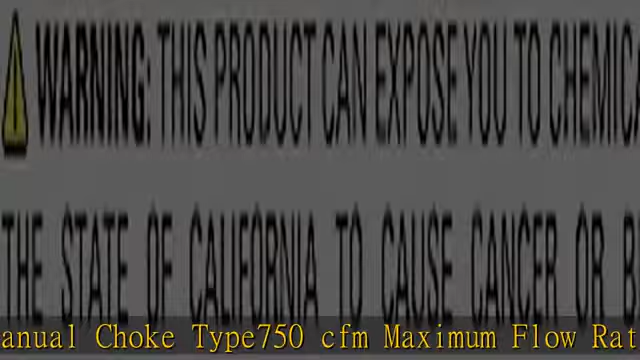 WARNING: THIS PRODUCT CAN EXPOSE YOU TO CHEMICA
THE STATE OF CALIFORNIA TO CAUSE CANCER OR B
anual Choke Type750 cfm Maximum Flow Rat